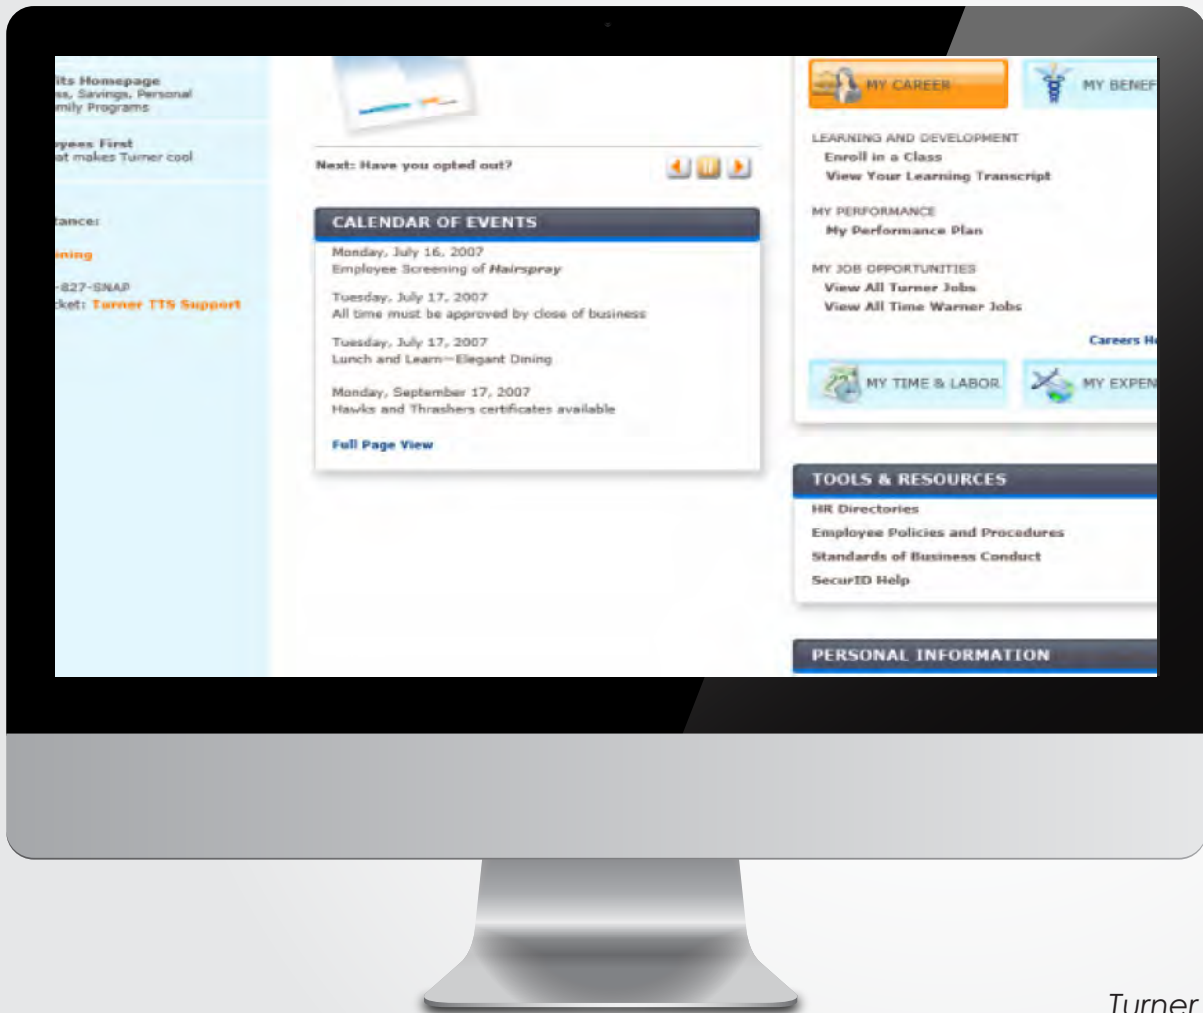 its Homepage
ss, Savings, Personal
mily Programs
oyees First
at makes Turner cool
tance:
ining
-827-SNAP
cket: Turner TTS Support
Next: Have you opted out?
CALENDAR OF EVENTS
Monday, July 16, 2007
Employee Screening of Hairspray
Tuesday, July 17, 2007
All time must be approved by close of business
Tuesday, July 17, 2007
Lunch and Learn—Elegant Dining
Monday, September 17, 2007
Hawks and Thrashers certificates available
Full Page View
MY CAREER
MY BENEF
LEARNING AND DEVELOPMENT
Enroll in a Class
View Your Learning Transcript
MY PERFORMANCE
My Performance Plan
MY JOB OPPORTUNITIES
View All Turner Jobs
View All Time Warner Jobs
Careers H
MY TIME & LABOR
MY EXPEN
TOOLS & RESOURCES
HR Directories
Employee Policies and Procedures
Standards of Business Conduct
SecurID Help
PERSONAL INFORMATION
Turner